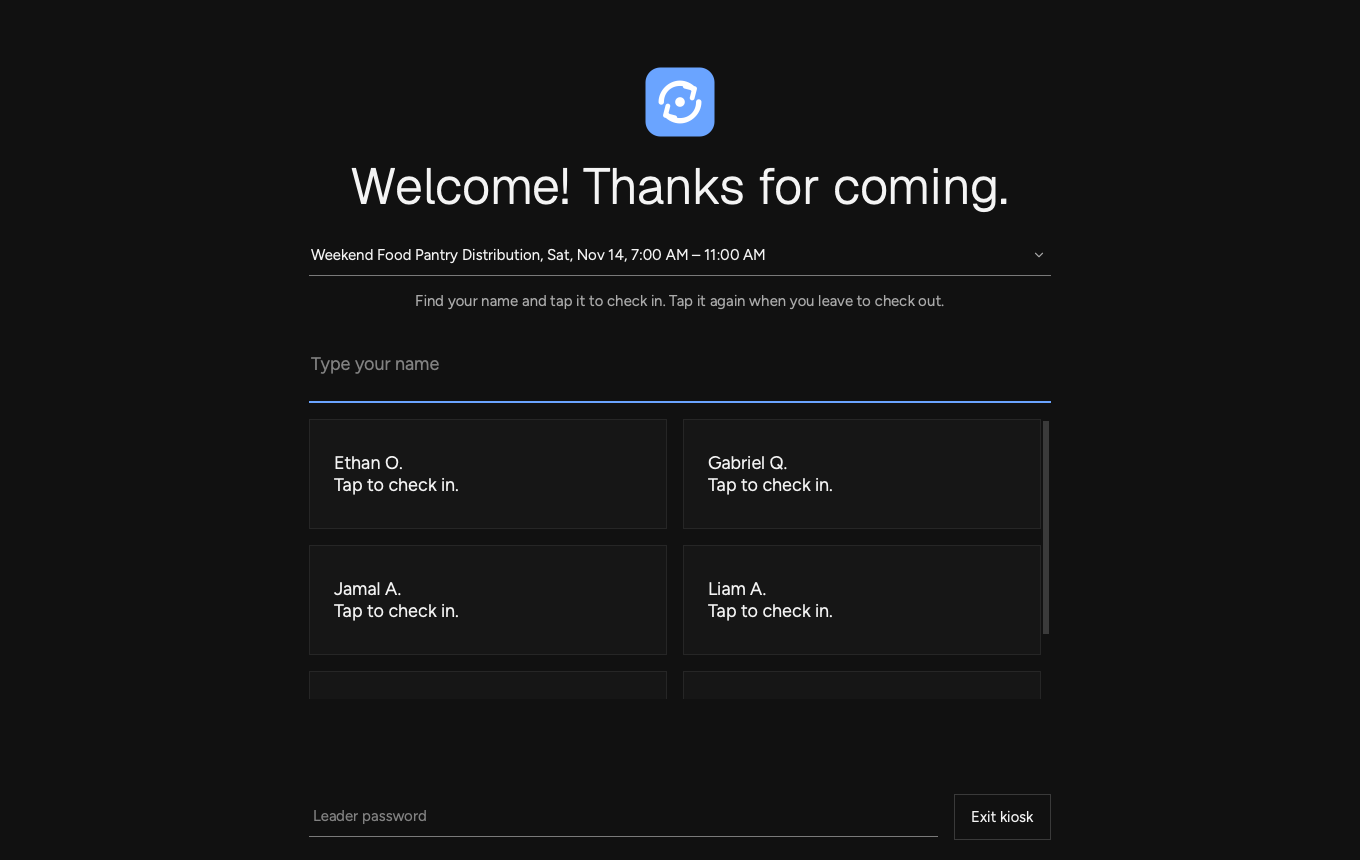 Welcome! Thanks for coming.
Weekend Food Pantry Distribution, Sat, Nov 14, 7:00 AM – 11:00 AM
Find your name and tap it to check in. Tap it again when you leave to check out.
Type your name
Ethan O.
Tap to check in.
Gabriel Q.
Tap to check in.
Jamal A.
Tap to check in.
Liam A.
Tap to check in.
Leader password
Exit kiosk